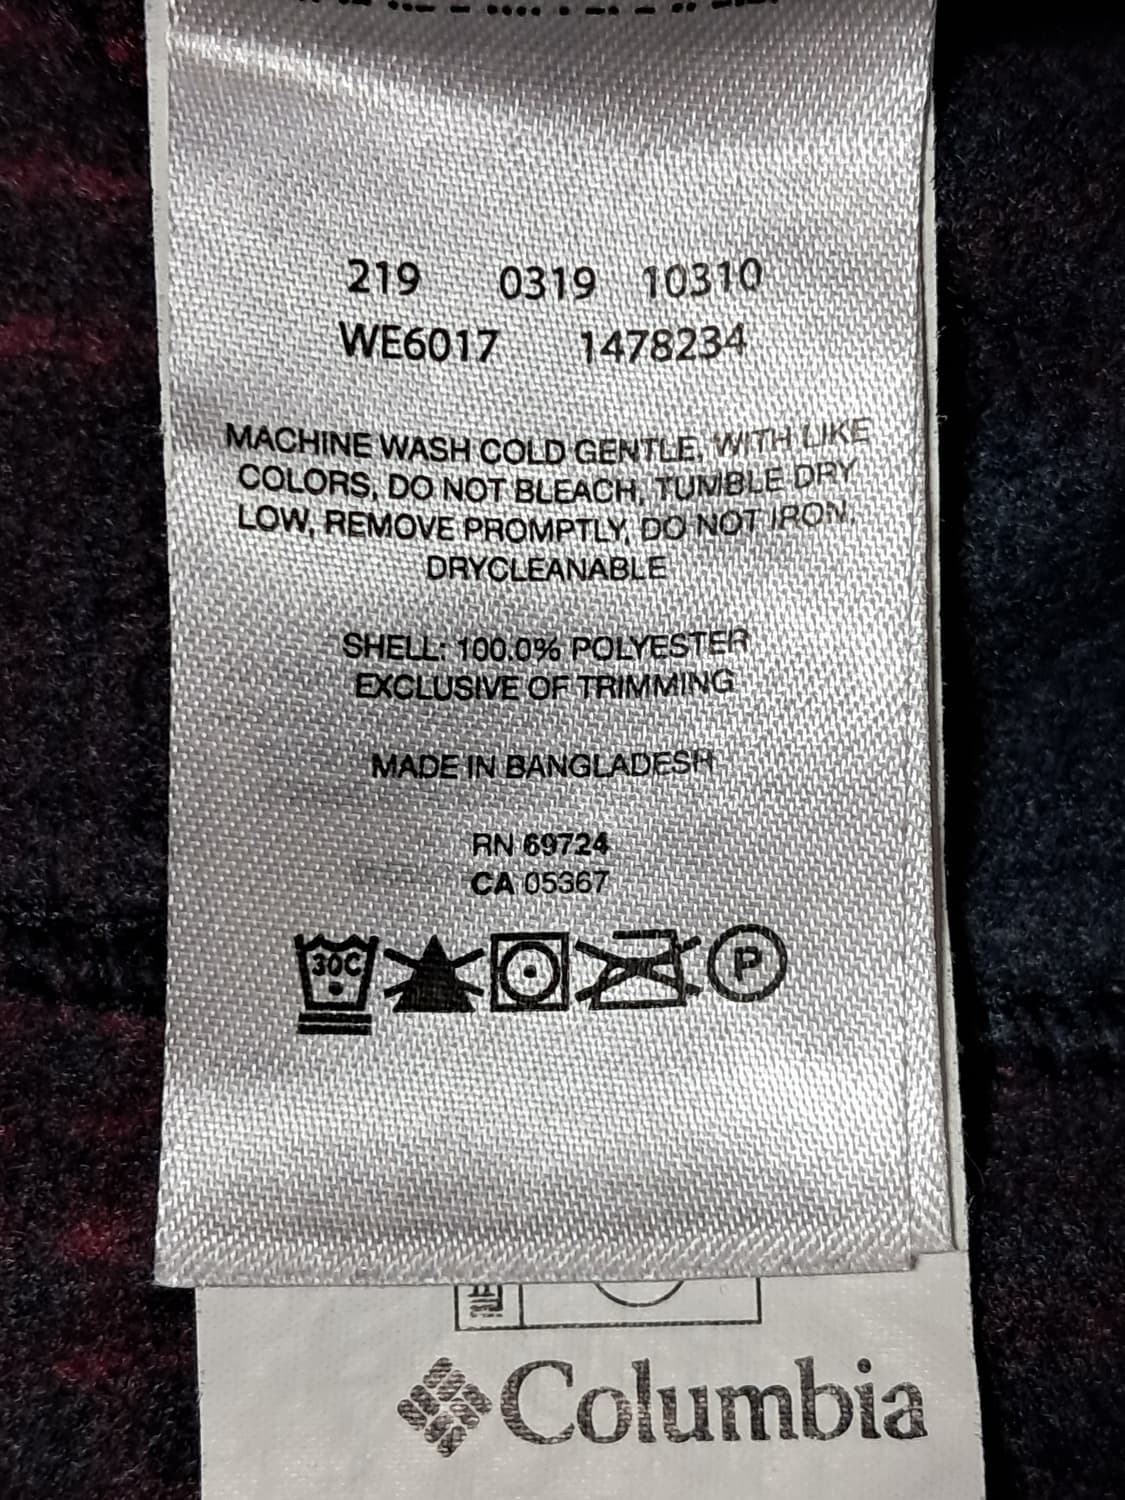 219 0319 10310
WE6017 1478234
MACHINE WASH COLD GENTLE, WITH LIKE
COLORS, DO NOT BLEACH, TUMBLE DRY
LOW, REMOVE PROMPTLY, DO NOT IRON,
DRYCLEANABLE
SHELL: 100.0% POLYESTER
EXCLUSIVE OF TRIMMING
MADE IN BANGLADESH
RN 69724
CA 05367
30C
P
Columbia